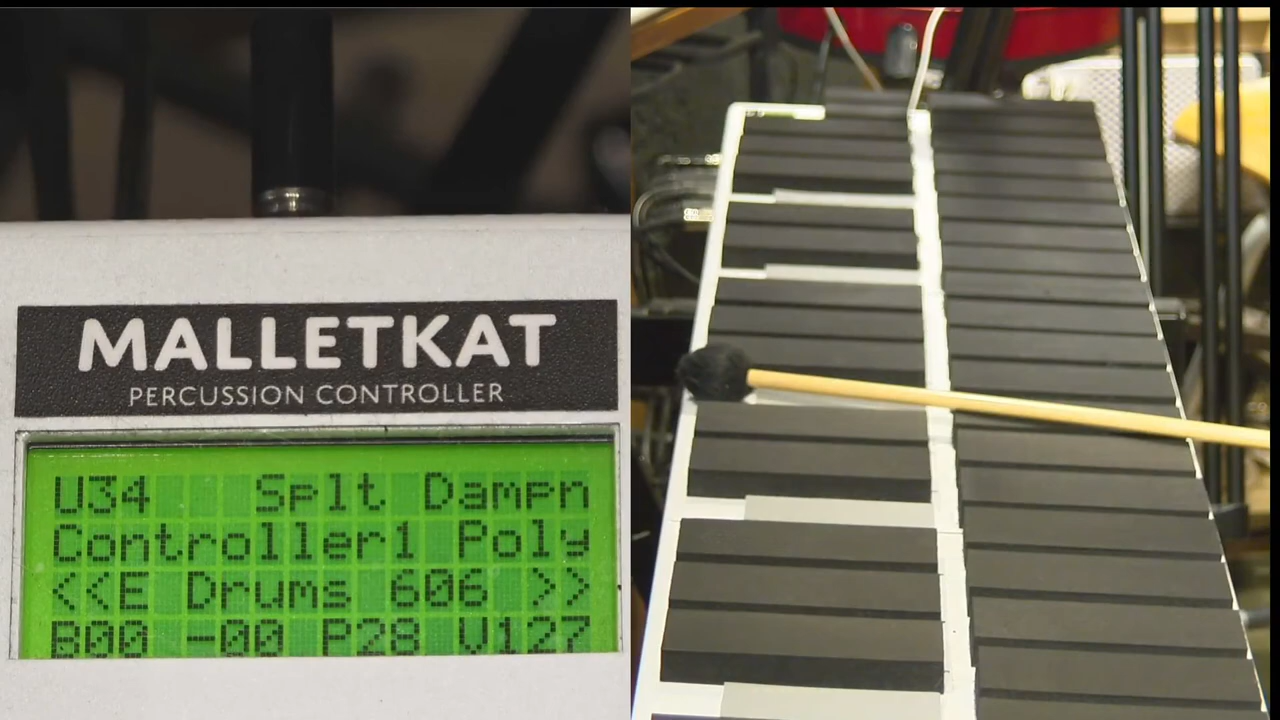 MALLETKAT
PERCUSSION CONTROLLER
U34 Splt Dampn
Controller1 Poly
<<E Drums 606 >>
B00 -00 P28 V127